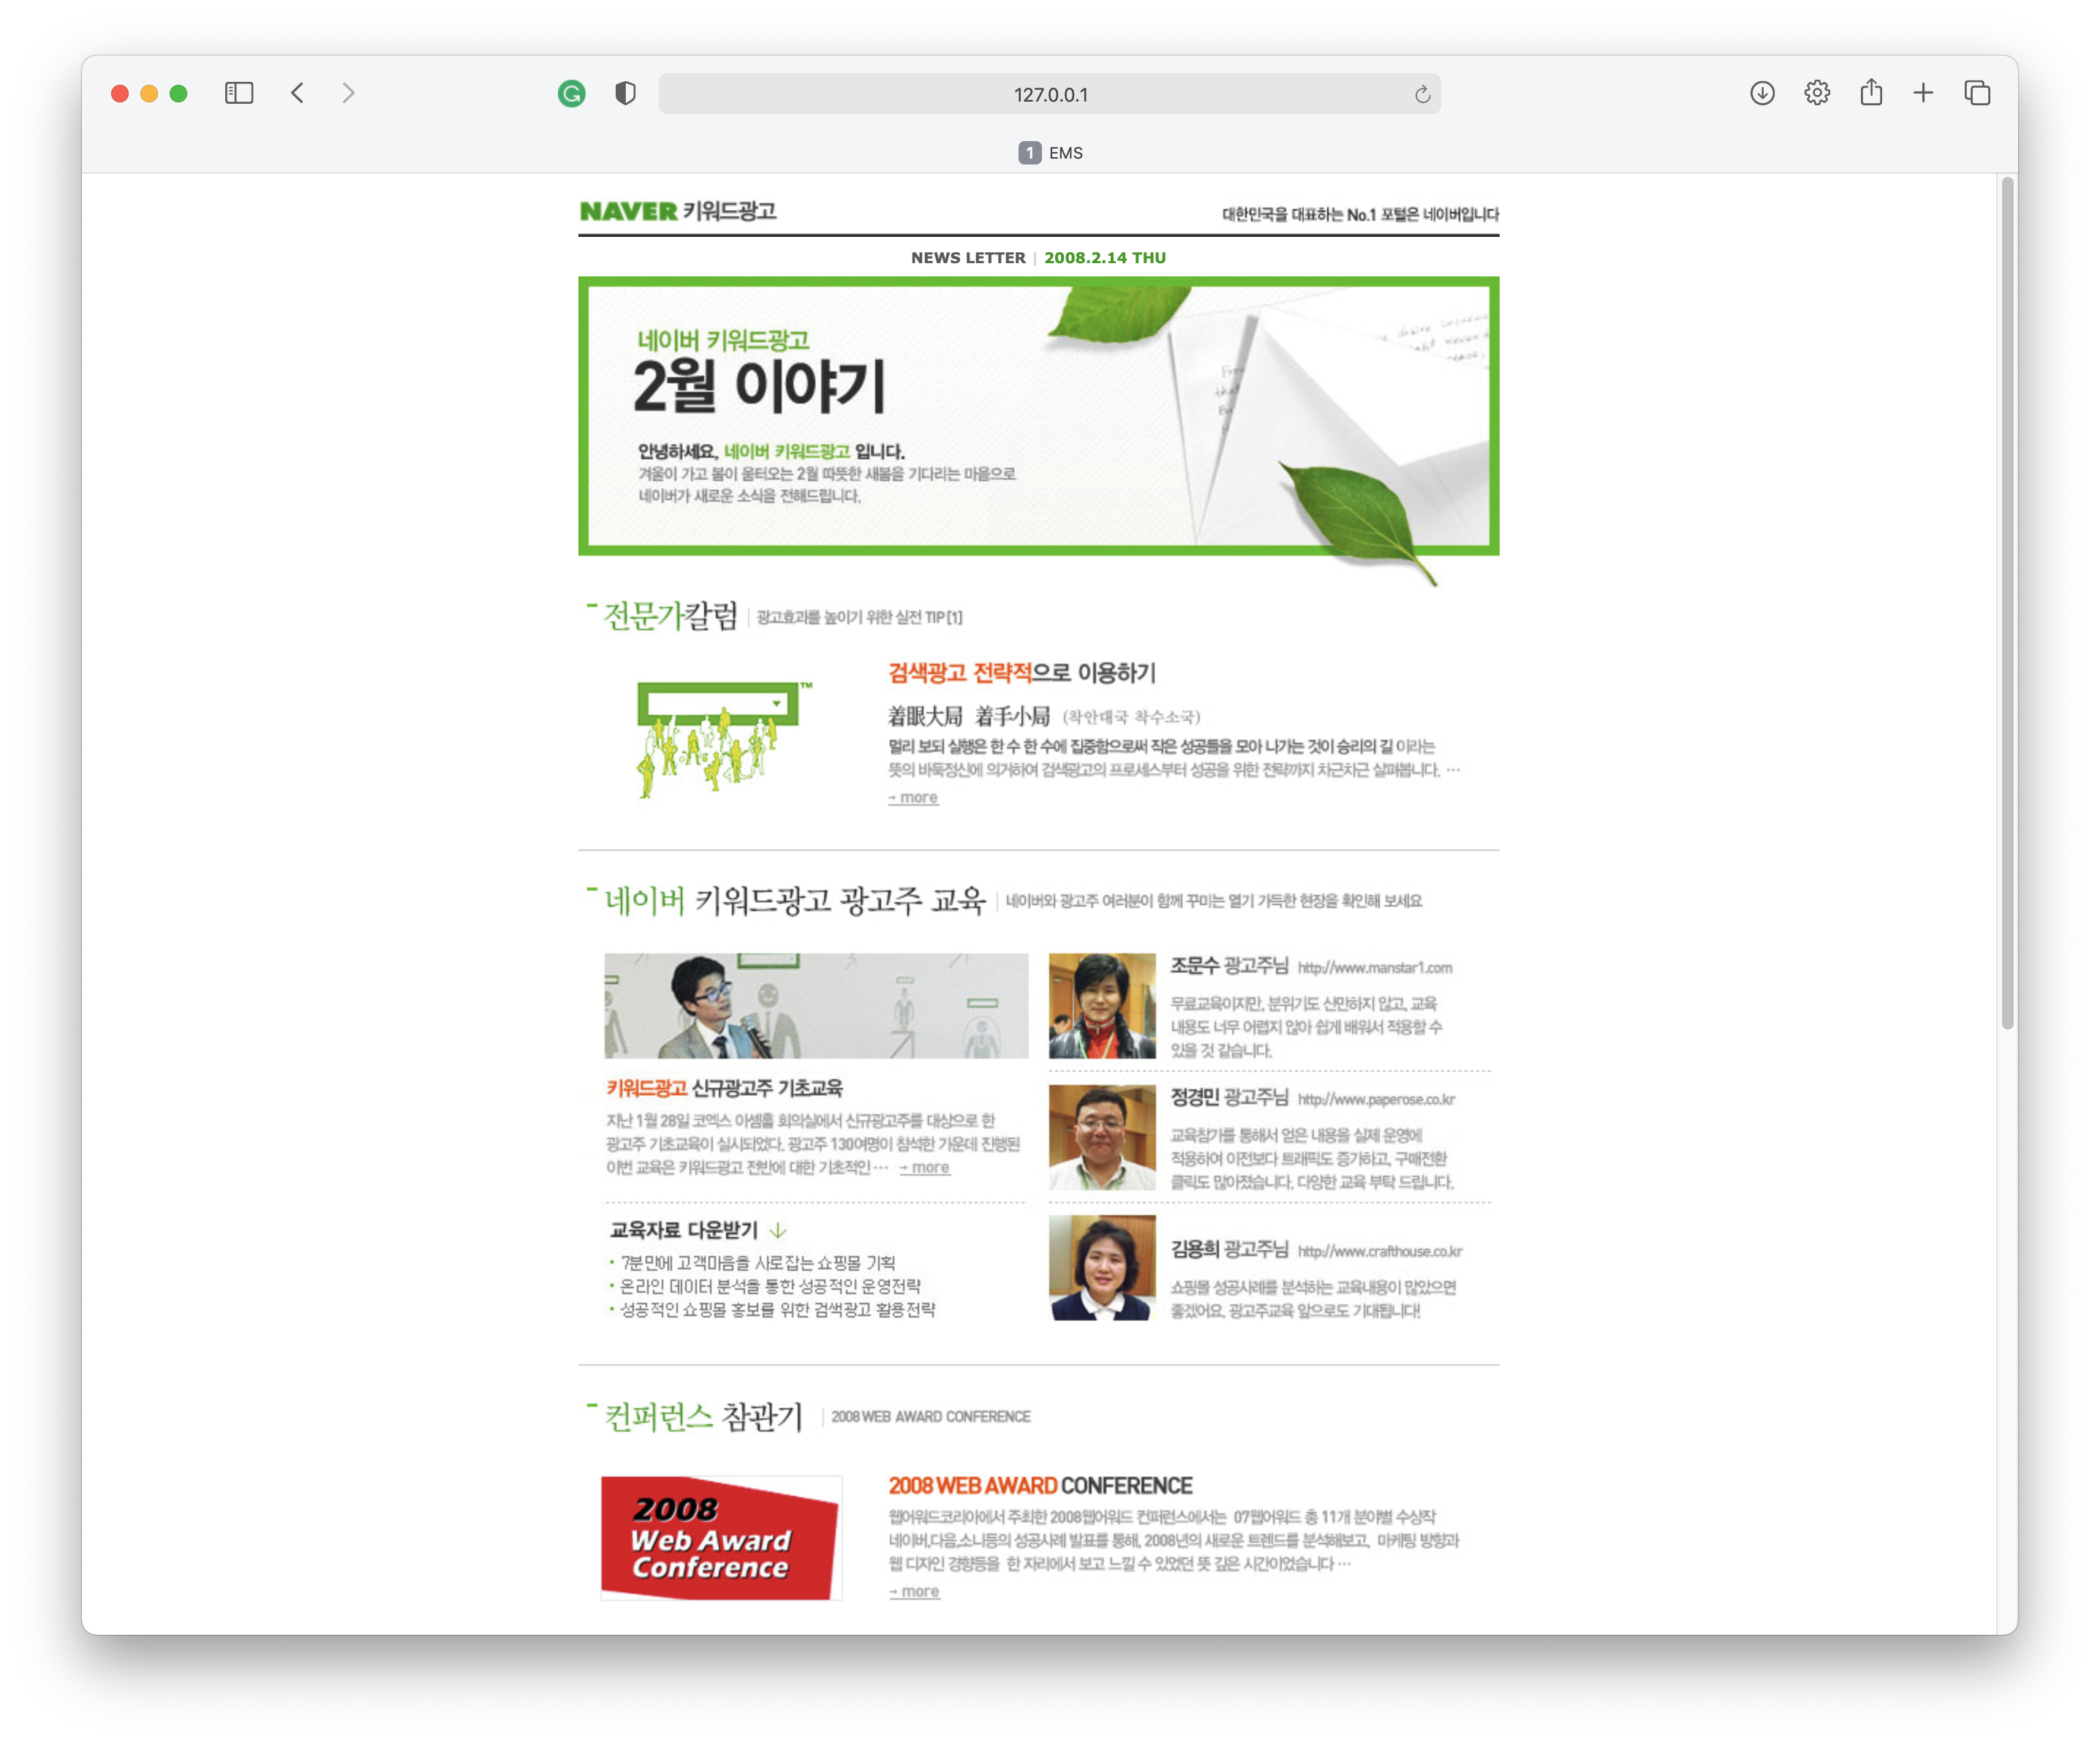 127.0.0.1
1 EMS
NAVER 키워드광고
대한민국을 대표하는 No.1 포털은 네이버입니다
NEWS LETTER | 2008.2.14 THU
네이버 키워드광고
2월 이야기
안녕하세요, 네이버 키워드광고 입니다.
겨울이 가고 봄이 움터오는 2월 따뜻한 새봄을 기다리는 마음으로
네이버가 새로운 소식을 전해드립니다.
전문가칼럼 | 광고효과를 높이기 위한 실전 TIP [1]
TM
검색광고 전략적으로 이용하기
着眼大局 着手小局 (착안대국 착수소국)
멀리 보되 실행은 한 수 한 수에 집중함으로써 작은 성공들을 모아 나가는 것이 승리의 길 이라는
뜻의 바둑정신에 의거하여 검색광고의 프로세스부터 성공을 위한 전략까지 차근차근 살펴봅니다. ···
→ more
네이버 키워드광고 광고주 교육 | 네이버와 광고주 여러분이 함께 꾸미는 열기 가득한 현장을 확인해 보세요
키워드광고 신규광고주 기초교육
지난 1월 28일 코엑스 아셈홀 회의실에서 신규광고주를 대상으로 한
광고주 기초교육이 실시되었다. 광고주 130여명이 참석한 가운데 진행된
이번 교육은 키워드광고 전반에 대한 기초적인 ··· → more
교육자료 다운받기 ↓
· 7분만에 고객마음을 사로잡는 쇼핑몰 기획
· 온라인 데이터 분석을 통한 성공적인 운영전략
· 성공적인 쇼핑몰 홍보를 위한 검색광고 활용전략
조문수 광고주님 http://www.manstar1.com
무료교육이지만, 분위기도 산만하지 않고, 교육
내용도 너무 어렵지 않아 쉽게 배워서 적용할 수
있을 것 같습니다.
정경민 광고주님 http://www.paperose.co.kr
교육참가를 통해서 얻은 내용을 실제 운영에
적용하여 이전보다 트래픽도 증가하고, 구매전환
클릭도 많아졌습니다. 다양한 교육 부탁 드립니다.
김용희 광고주님 http://www.crafthouse.co.kr
쇼핑몰 성공사례를 분석하는 교육내용이 많았으면
좋겠어요. 광고주교육 앞으로도 기대됩니다!
컨퍼런스 참관기 | 2008 WEB AWARD CONFERENCE
2008
Web Award
Conference
2008 WEB AWARD CONFERENCE
웹어워드코리아에서 주최한 2008웹어워드 컨퍼런스에서는 07웹어워드 총 11개 분야별 수상작
네이버,다음,소니등의 성공사례 발표를 통해, 2008년의 새로운 트렌드를 분석해보고, 마케팅 방향과
웹 디자인 경향등을 한 자리에서 보고 느낄 수 있었던 뜻 깊은 시간이었습니다 ···
→ more